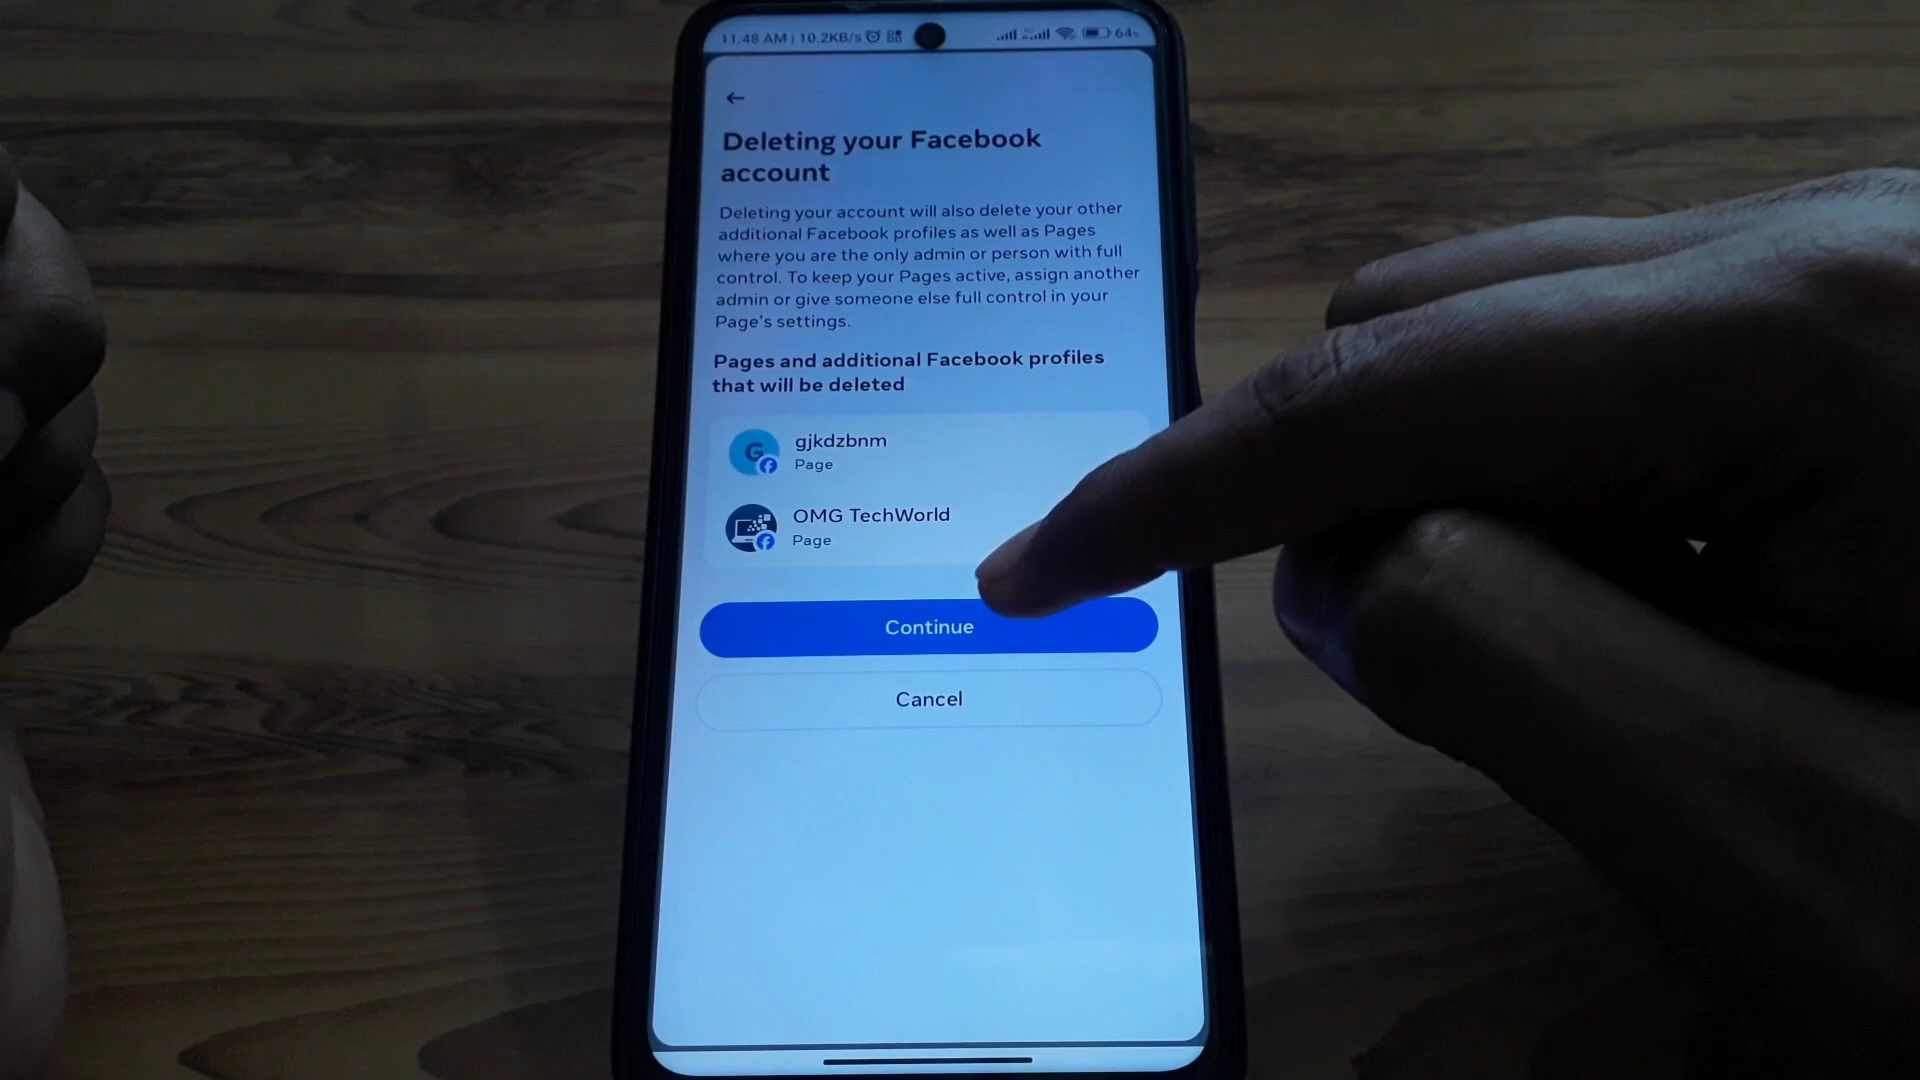 11:48 AM | 10.2KB/s
64
Deleting your Facebook
account
Deleting your account will also delete your other
additional Facebook profiles as well as Pages
where you are the only admin or person with full
control. To keep your Pages active, assign another
admin or give someone else full control in your
Page's settings.
Pages and additional Facebook profiles
that will be deleted
G
gjkdzbnm
Page
OMG TechWorld
Page
Continue
Cancel